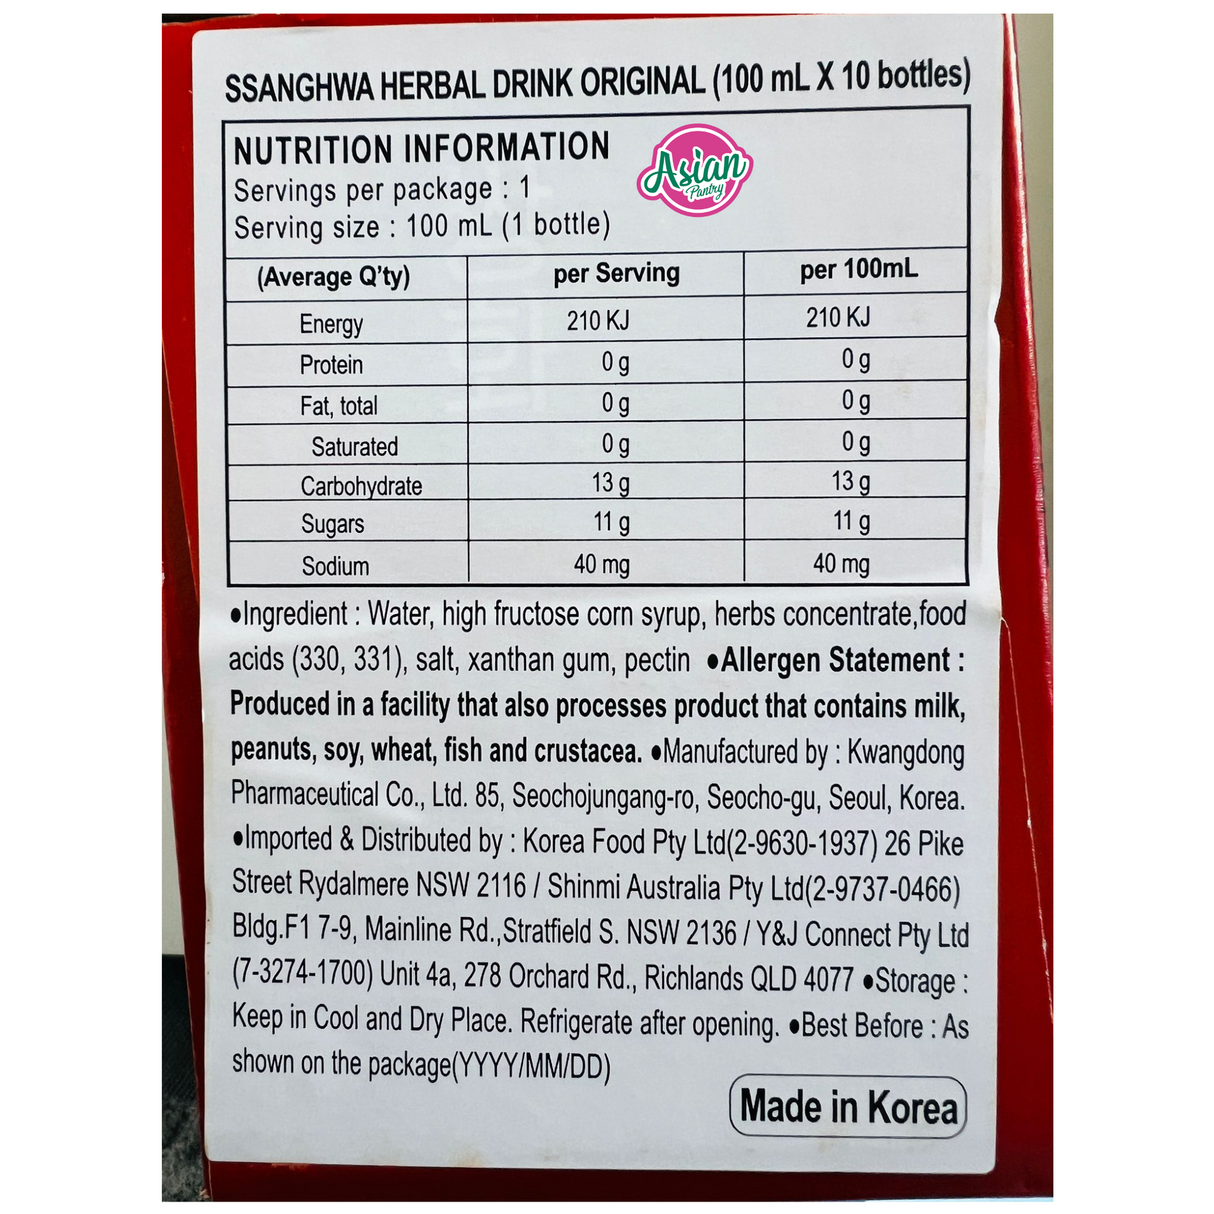 SSANGHWA HERBAL DRINK ORIGINAL (100 mL X 10 bottles)
NUTRITION INFORMATION
Asian
Pantry
Servings per package : 1
Serving size : 100 mL (1 bottle)
(Average Q'ty) per Serving per 100mL
Energy 210 KJ 210 KJ
Protein 0 g 0 g
Fat, total 0 g 0 g
Saturated 0 g 0 g
Carbohydrate 13 g 13 g
Sugars 11 g 11 g
Sodium 40 mg 40 mg
●Ingredient : Water, high fructose corn syrup, herbs concentrate,food
acids (330, 331), salt, xanthan gum, pectin ●Allergen Statement :
Produced in a facility that also processes product that contains milk,
peanuts, soy, wheat, fish and crustacea. ●Manufactured by : Kwangdong
Pharmaceutical Co., Ltd. 85, Seochojungang-ro, Seocho-gu, Seoul, Korea.
●Imported & Distributed by : Korea Food Pty Ltd(2-9630-1937) 26 Pike
Street Rydalmere NSW 2116 / Shinmi Australia Pty Ltd(2-9737-0466)
Bldg.F1 7-9, Mainline Rd.,Stratfield S. NSW 2136 / Y&J Connect Pty Ltd
(7-3274-1700) Unit 4a, 278 Orchard Rd., Richlands QLD 4077 ●Storage :
Keep in Cool and Dry Place. Refrigerate after opening. ●Best Before : As
shown on the package(YYYY/MM/DD)
Made in Korea